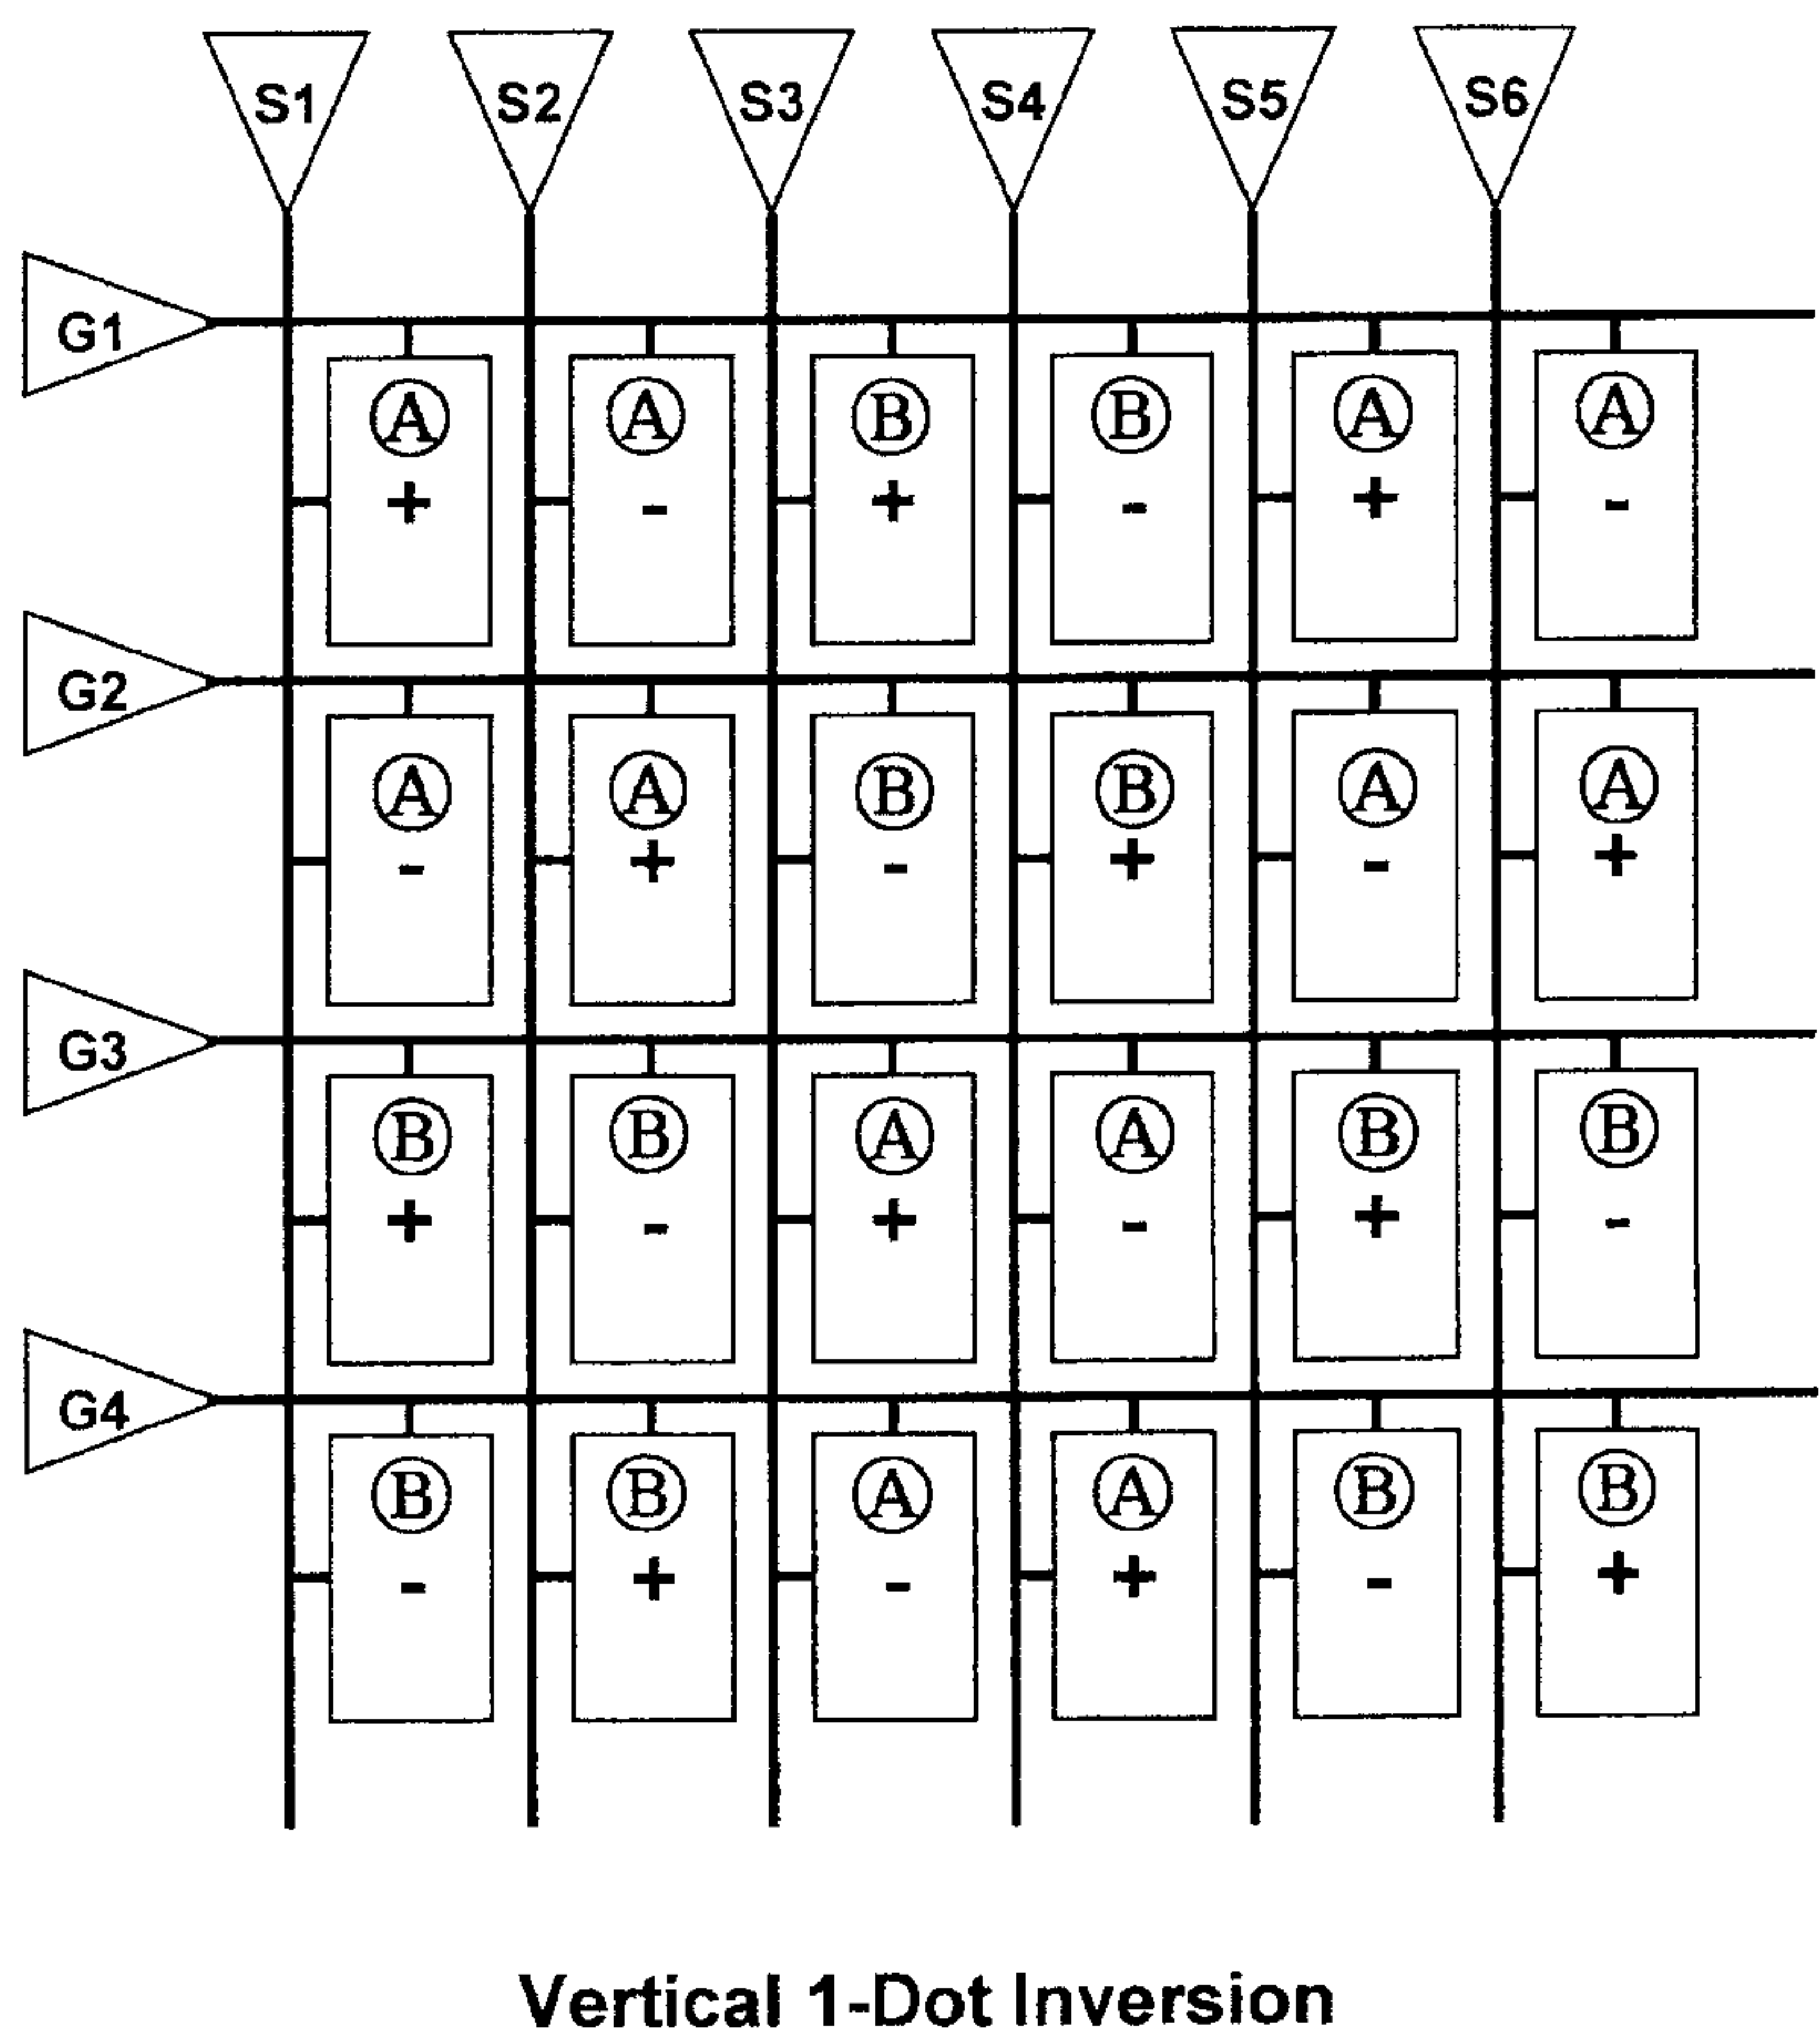 S1 S2 S3 S4 S5 S6
G1
A A B B A A
+ - + - + -
G2
A A B B A A
- + - + - +
G3
B B A A B B
+ - + - + -
G4
B B A A B B
- + - + - +
Vertical 1-Dot Inversion